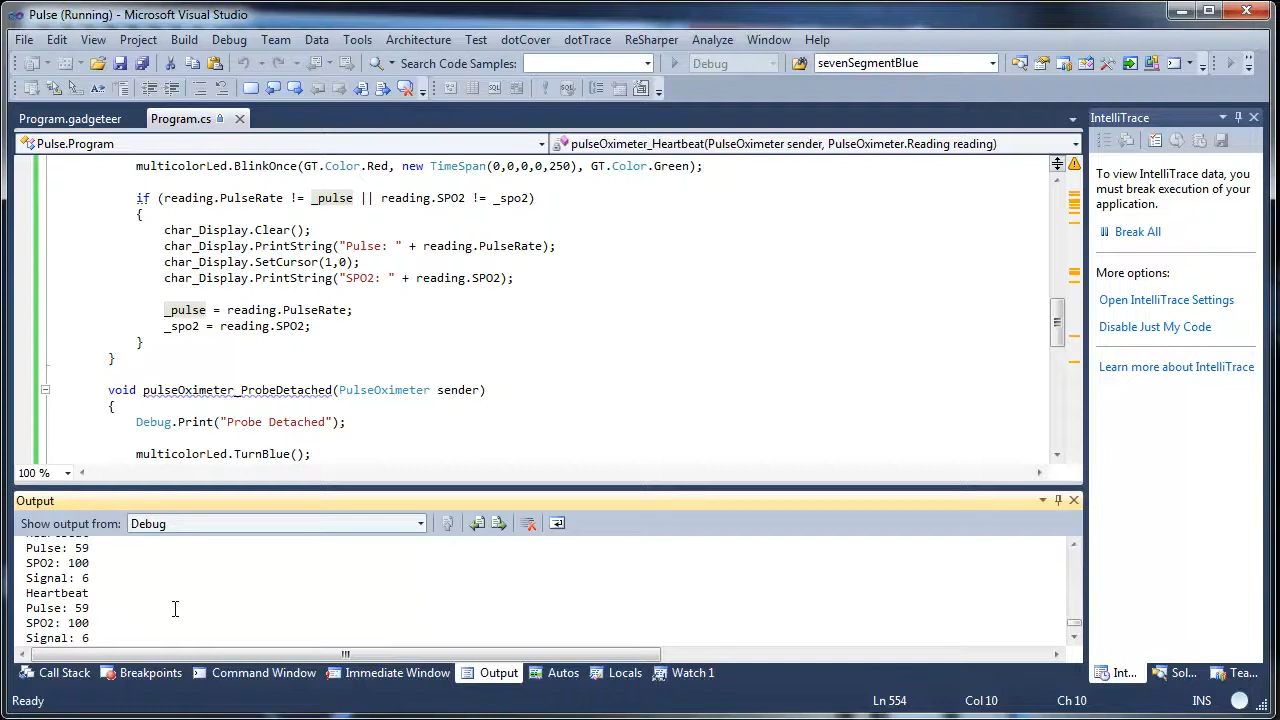 Pulse (Running) - Microsoft Visual Studio
File Edit View Project Build Debug Team Data Tools Architecture Test dotCover dotTrace ReSharper Analyze Window Help
Search Code Samples: Debug sevenSegmentBlue
Program.gadgeteer Program.cs
Pulse.Program pulseOximeter_Heartbeat(PulseOximeter sender, PulseOximeter.Reading reading)
multicolorLed.BlinkOnce(GT.Color.Red, new TimeSpan(0,0,0,0,250), GT.Color.Green);
if (reading.PulseRate != _pulse || reading.SPO2 != _spo2)
{
char_Display.Clear();
char_Display.PrintString("Pulse: " + reading.PulseRate);
char_Display.SetCursor(1,0);
char_Display.PrintString("SPO2: " + reading.SPO2);
_pulse = reading.PulseRate;
_spo2 = reading.SPO2;
}
}
void pulseOximeter_ProbeDetached(PulseOximeter sender)
{
Debug.Print("Probe Detached");
multicolorLed.TurnBlue();
100 %
IntelliTrace
To view IntelliTrace data, you
must break execution of your
application.
Break All
More options:
Open IntelliTrace Settings
Disable Just My Code
Learn more about IntelliTrace
Output
Show output from: Debug
Heartbeat
Pulse: 59
SPO2: 100
Signal: 6
Heartbeat
Pulse: 59
SPO2: 100
Signal: 6
Call Stack Breakpoints Command Window Immediate Window Output Autos Locals Watch 1 Int... Sol... Tea...
Ready Ln 554 Col 10 Ch 10 INS